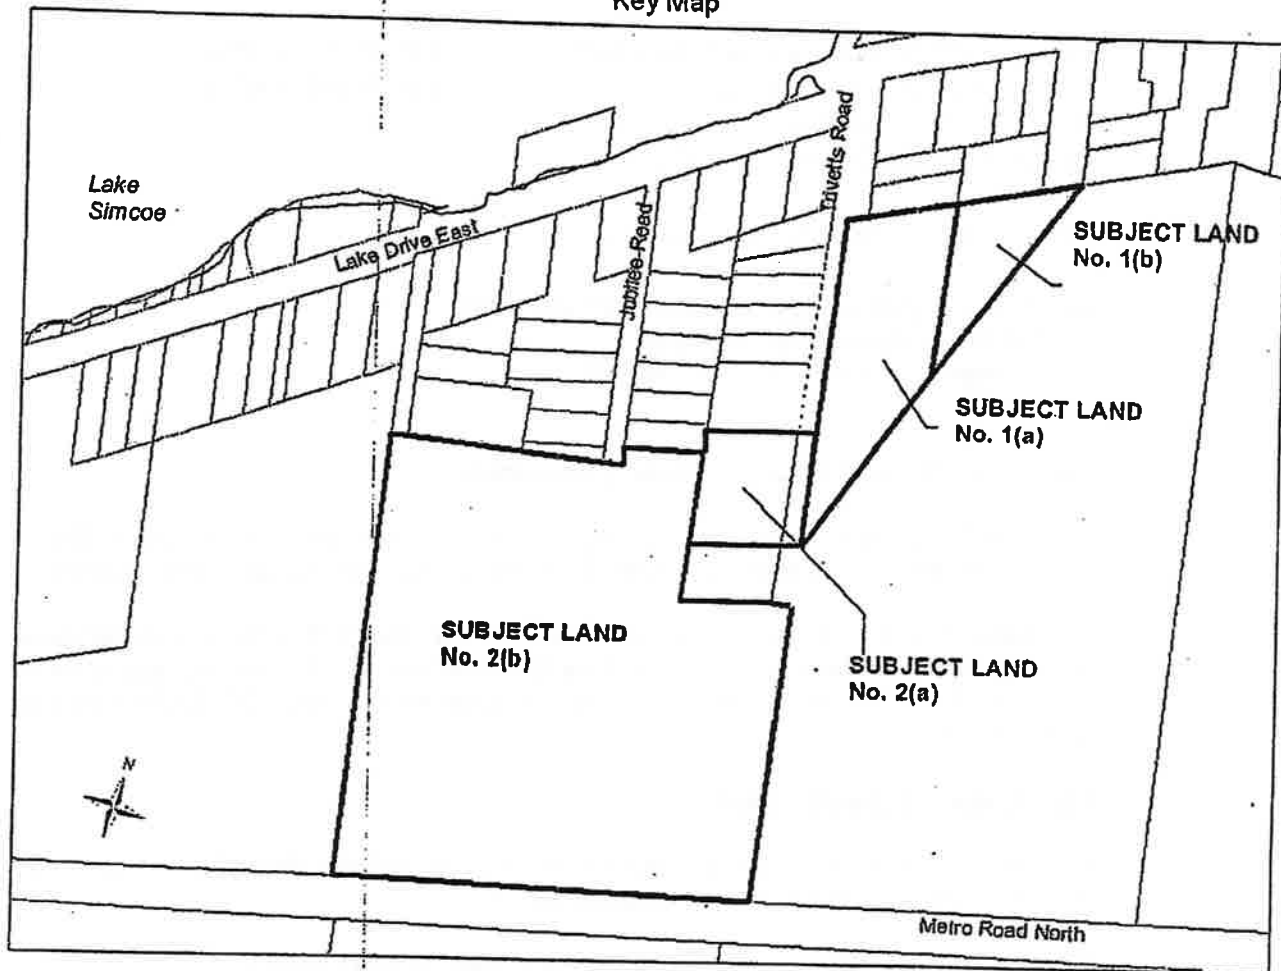 Key Map
Lake
Simcoe
Lake Drive East
Jubilee Road
Trivetts Road
SUBJECT LAND
No. 1(b)
SUBJECT LAND
No. 1(a)
SUBJECT LAND
No. 2(b)
SUBJECT LAND
No. 2(a)
N
Metro Road North